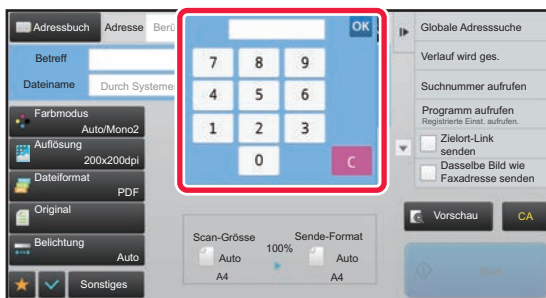 Adressbuch
Adresse
OK
Betreff
Dateiname
Durch Systeme
7 8 9
4 5 6
1 2 3
0 C
Farbmodus
Auto/Mono2
Auflösung
200x200dpi
Dateiformat
PDF
Original
Belichtung
Auto
Sonstiges
Scan-Grösse
Auto
A4
100%
Sende-Format
Auto
A4
Globale Adresssuche
Verlauf wird ges.
Suchnummer aufrufen
Programm aufrufen
Registrierte Einst. aufrufen.
Zielort-Link
senden
Dasselbe Bild wie
Faxadresse senden
Vorschau
CA
Start